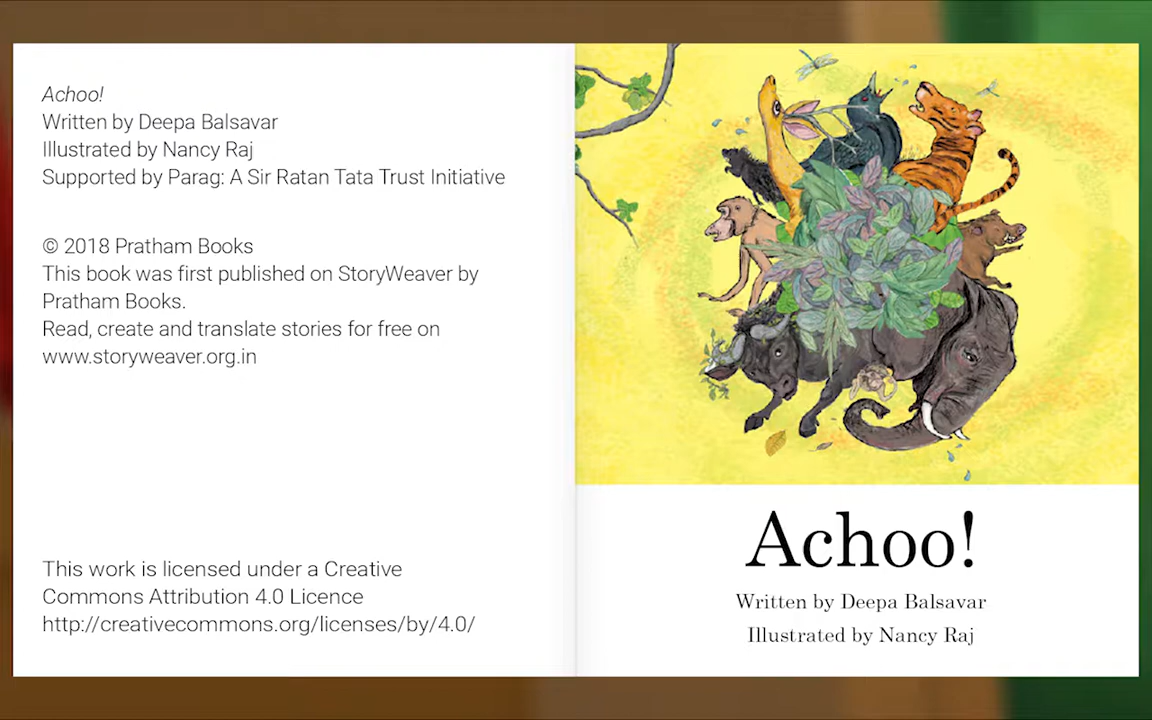 Achoo!
Written by Deepa Balsavar
Illustrated by Nancy Raj
Supported by Parag: A Sir Ratan Tata Trust Initiative
© 2018 Pratham Books
This book was first published on StoryWeaver by
Pratham Books.
Read, create and translate stories for free on
www.storyweaver.org.in
This work is licensed under a Creative
Commons Attribution 4.0 Licence
http://creativecommons.org/licenses/by/4.0/
Achoo!
Written by Deepa Balsavar
Illustrated by Nancy Raj